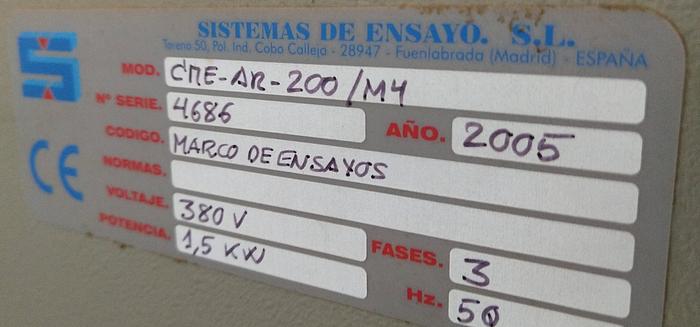 SISTEMAS DE ENSAYO. S.L.
Toreno 50, Pol. Ind. Cobo Calleja - 28947 - Fuenlabrada (Madrid) - ESPAÑA
MOD. CME-AR-200/M4
Nº SERIE. 4686 AÑO. 2005
CODIGO. MARCO DE ENSAYOS
NORMAS.
VOLTAJE. 380 V FASES. 3
POTENCIA. 1,5 KW Hz. 50
CE